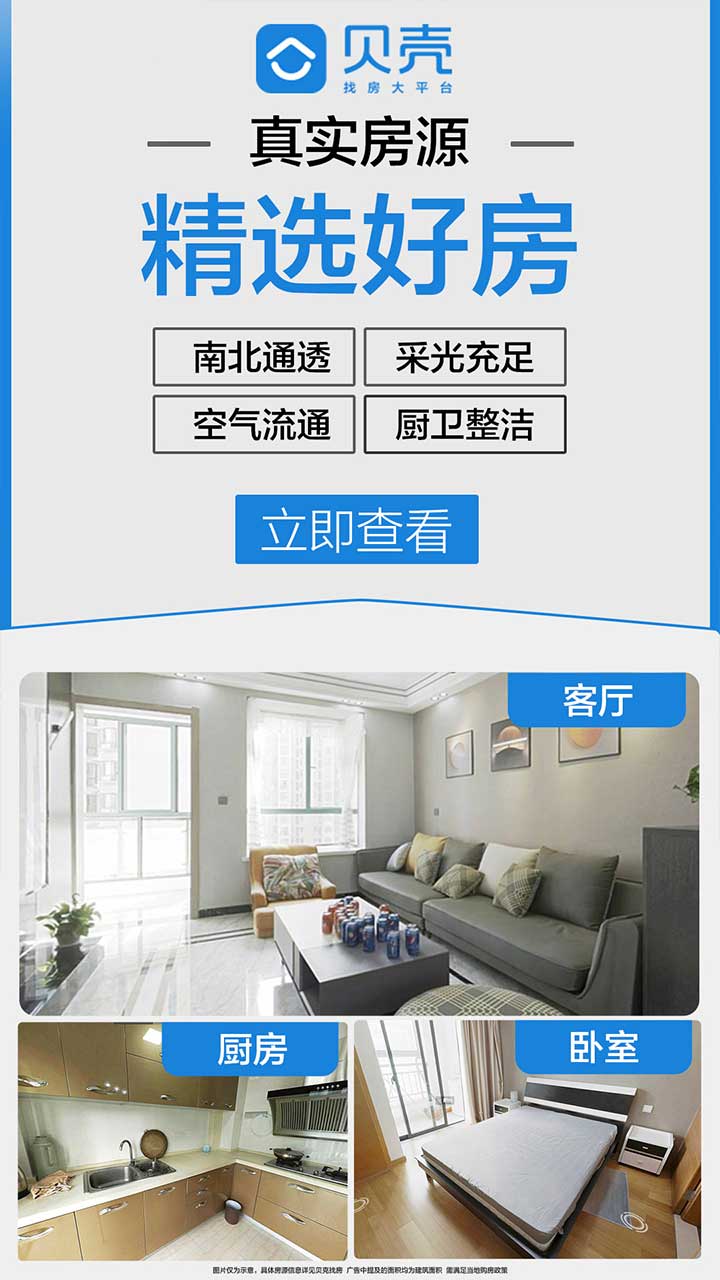 贝壳
找房大平台
真实房源
精选好房
南北通透 采光充足
空气流通 厨卫整洁
立即查看
客厅
厨房 卧室
图片仅为示意，具体房源信息详见贝壳找房 广告中提及的面积均为建筑面积 需满足当地购房政策